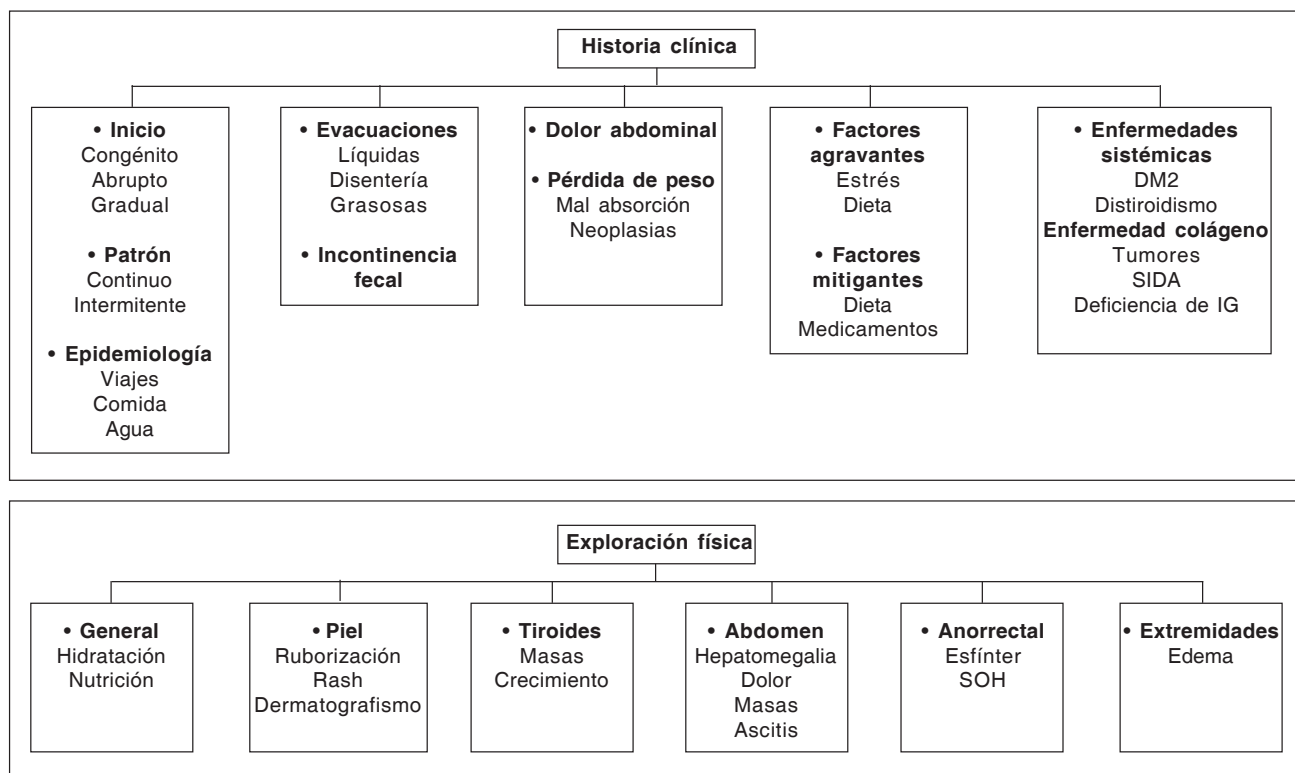 Historia clínica
• Inicio
Congénito
Abrupto
Gradual
• Patrón
Continuo
Intermitente
• Epidemiología
Viajes
Comida
Agua
• Evacuaciones
Líquidas
Disentería
Grasosas
• Incontinencia
fecal
• Dolor abdominal
• Pérdida de peso
Mal absorción
Neoplasias
• Factores
agravantes
Estrés
Dieta
• Factores
mitigantes
Dieta
Medicamentos
• Enfermedades
sistémicas
DM2
Distiroidismo
Enfermedad colágeno
Tumores
SIDA
Deficiencia de IG
Exploración física
• General
Hidratación
Nutrición
• Piel
Ruborización
Rash
Dermatografismo
• Tiroides
Masas
Crecimiento
• Abdomen
Hepatomegalia
Dolor
Masas
Ascitis
• Anorrectal
Esfínter
SOH
• Extremidades
Edema